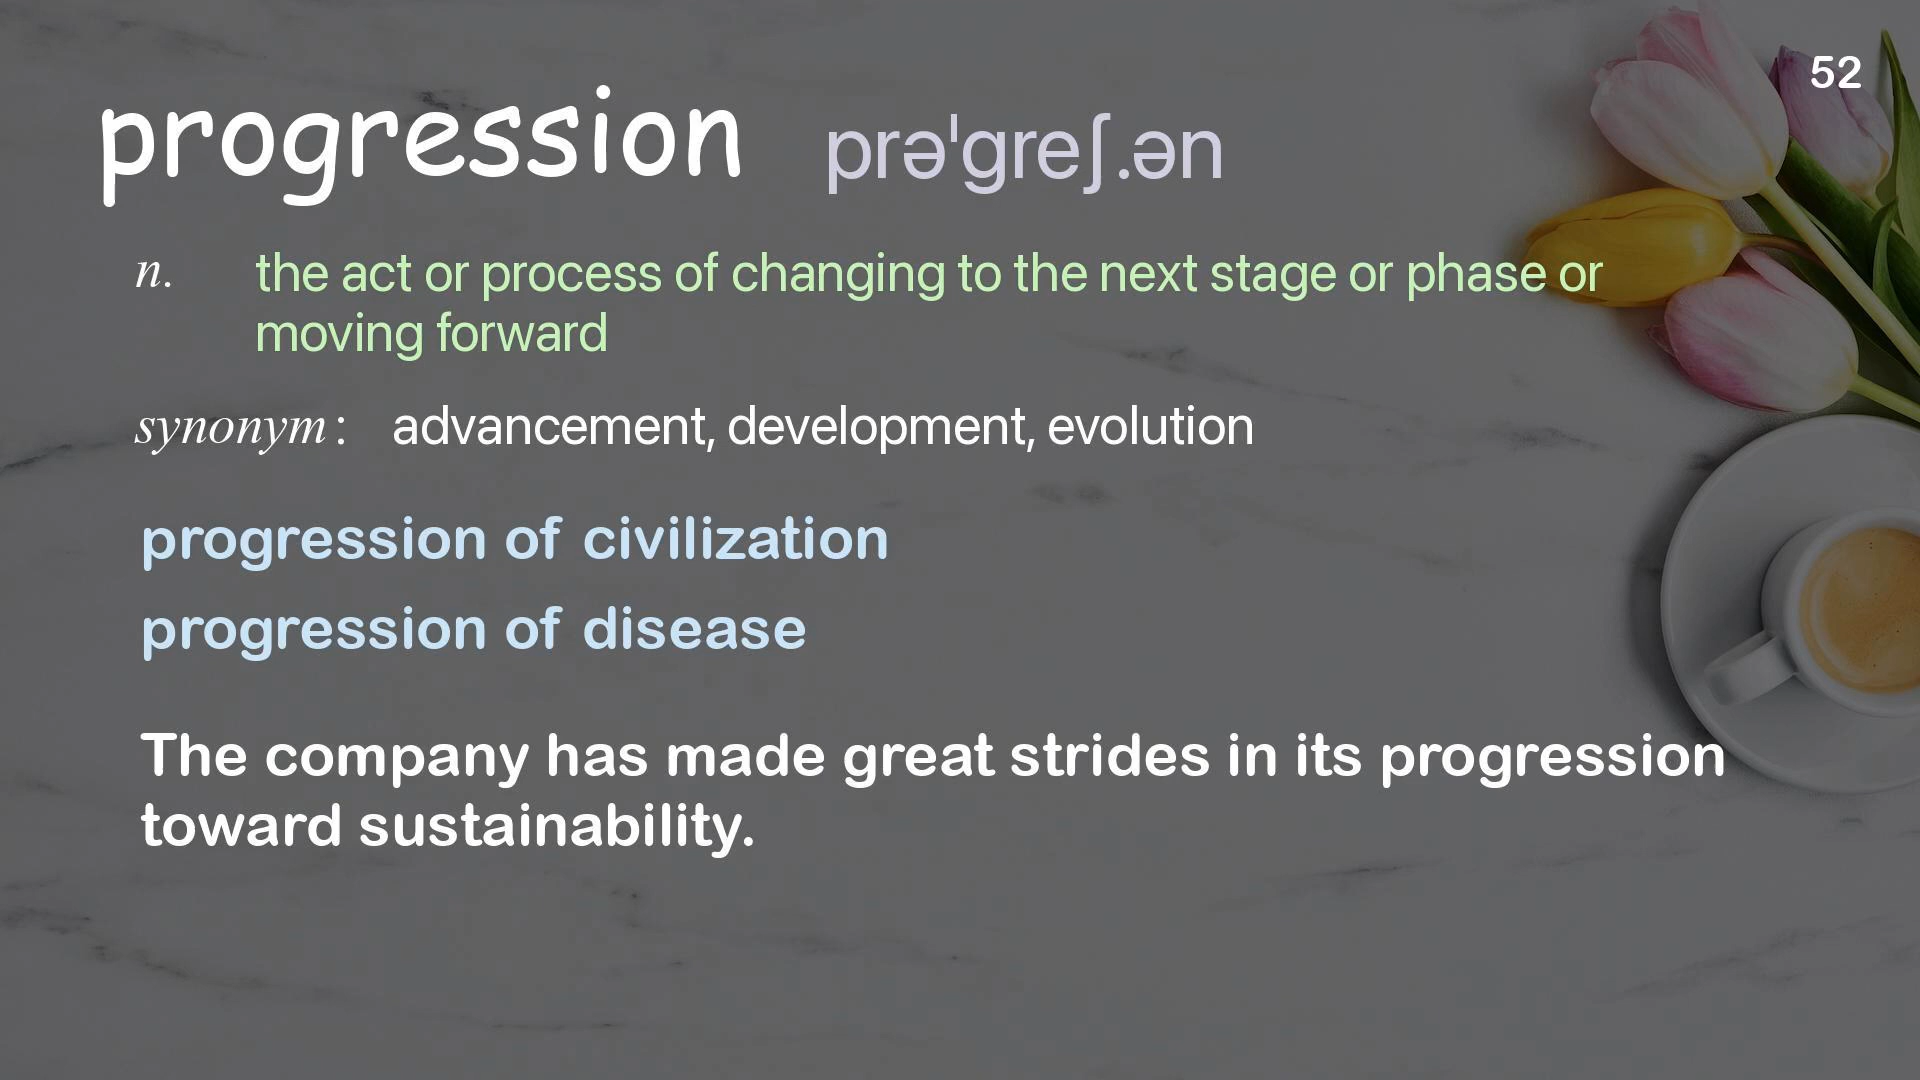 52
progression prəˈɡreʃ.ən
n. the act or process of changing to the next stage or phase or
moving forward
synonym: advancement, development, evolution
progression of civilization
progression of disease
The company has made great strides in its progression
toward sustainability.